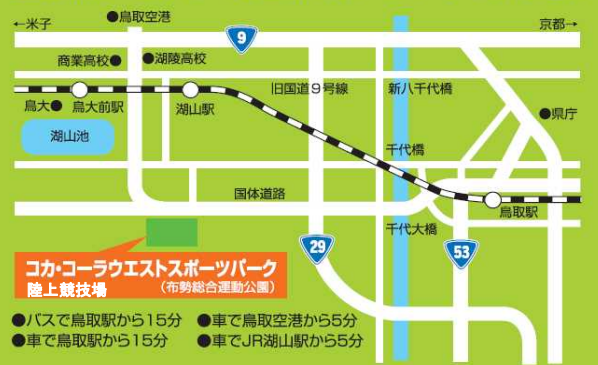 ●鳥取空港
←米子
京都→
9
商業高校●
●湖陵高校
旧国道9号線
新八千代橋
鳥大●
鳥大前駅
湖山駅
●県庁
湖山池
千代橋
国体道路
鳥取駅
千代大橋
29
53
コカ・コーラウエストスポーツパーク
陸上競技場
(布勢総合運動公園)
●バスで鳥取駅から15分
●車で鳥取空港から5分
●車で鳥取駅から15分
●車でJR湖山駅から5分